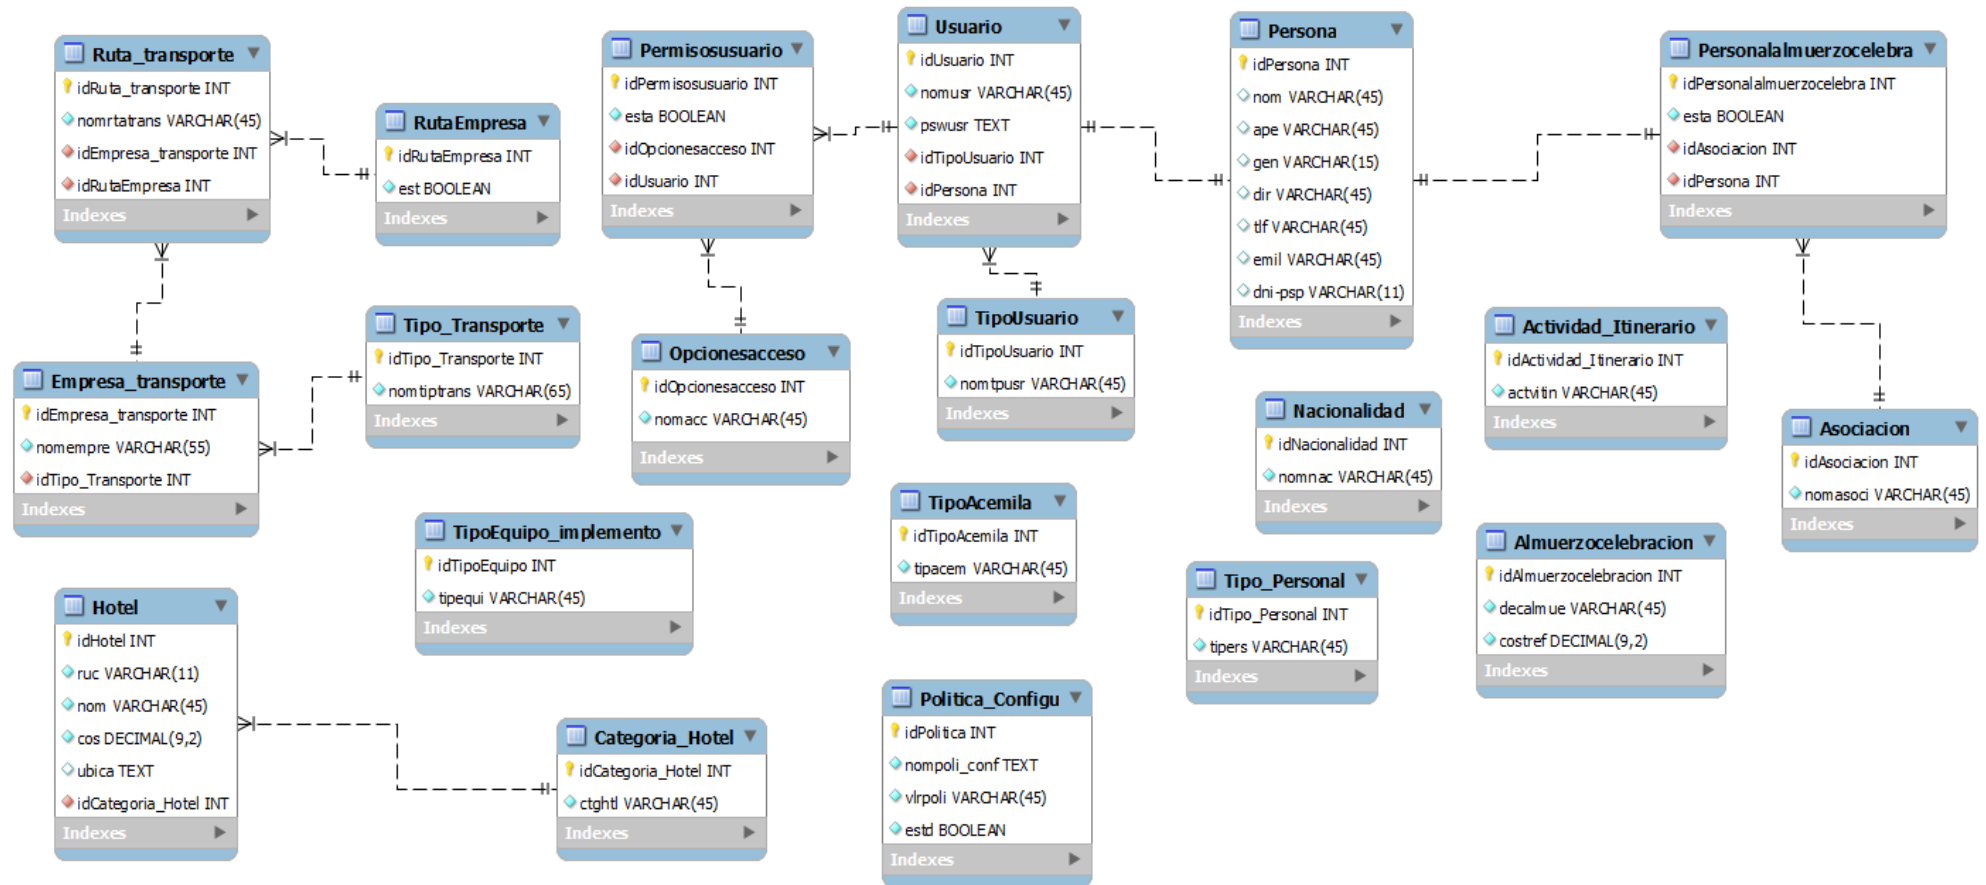 Ruta_transporte
idRuta_transporte INT
nomrtatrans VARCHAR(45)
idEmpresa_transporte INT
idRutaEmpresa INT
Indexes
RutaEmpresa
idRutaEmpresa INT
est BOOLEAN
Indexes
Permisosusuario
idPermisosusuario INT
esta BOOLEAN
idOpcionesacceso INT
idUsuario INT
Indexes
Usuario
idUsuario INT
nomusr VARCHAR(45)
pswusr TEXT
idTipoUsuario INT
idPersona INT
Indexes
Persona
idPersona INT
nom VARCHAR(45)
ape VARCHAR(45)
gen VARCHAR(15)
dir VARCHAR(45)
tlf VARCHAR(45)
emil VARCHAR(45)
dni-psp VARCHAR(11)
Indexes
Personalalmuerzocelebra
idPersonalalmuerzocelebra INT
esta BOOLEAN
idAsociacion INT
idPersona INT
Indexes
Empresa_transporte
idEmpresa_transporte INT
nomempre VARCHAR(55)
idTipo_Transporte INT
Indexes
Tipo_Transporte
idTipo_Transporte INT
nomtiptrans VARCHAR(65)
Indexes
Opcionesacceso
idOpcionesacceso INT
nomacc VARCHAR(45)
Indexes
TipoUsuario
idTipoUsuario INT
nomtpusr VARCHAR(45)
Indexes
Nacionalidad
idNacionalidad INT
nomnac VARCHAR(45)
Indexes
Actividad_Itinerario
idActividad_Itinerario INT
actvitin VARCHAR(45)
Indexes
Asociacion
idAsociacion INT
nomasoci VARCHAR(45)
Indexes
TipoEquipo_implemento
idTipoEquipo INT
tipequi VARCHAR(45)
Indexes
TipoAcemila
idTipoAcemila INT
tipacem VARCHAR(45)
Indexes
Tipo_Personal
idTipo_Personal INT
tipers VARCHAR(45)
Indexes
Almuerzocelebracion
idAlmuerzocelebracion INT
decalmue VARCHAR(45)
costref DECIMAL(9,2)
Indexes
Hotel
idHotel INT
ruc VARCHAR(11)
nom VARCHAR(45)
cos DECIMAL(9,2)
ubica TEXT
idCategoria_Hotel INT
Indexes
Categoria_Hotel
idCategoria_Hotel INT
ctghtl VARCHAR(45)
Indexes
Politica_Configu
idPolitica INT
nompoli_conf TEXT
vlrpoli VARCHAR(45)
estd BOOLEAN
Indexes